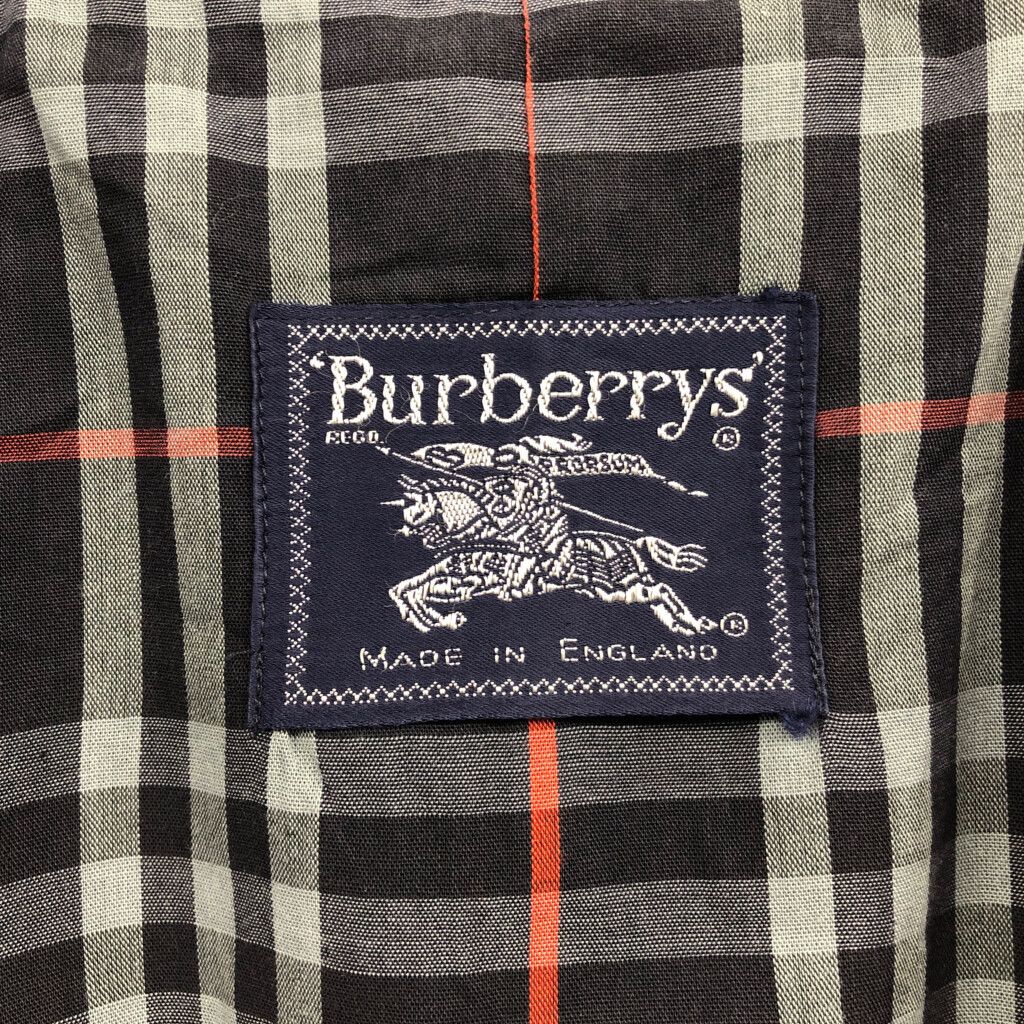 'Burberrys'
REGD. ®
PRORSUM
®
MADE IN ENGLAND